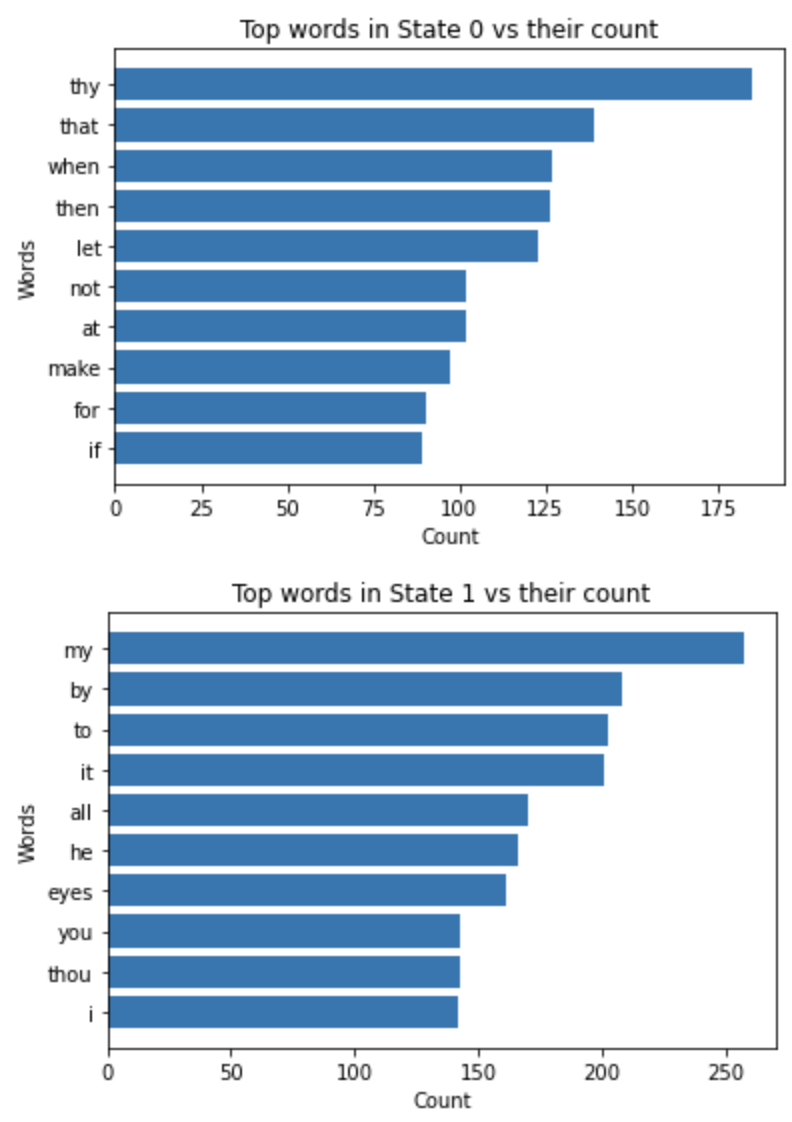 Top words in State 0 vs their count
thy
that
when
then
let
not
at
make
for
if
Words
0 25 50 75 100 125 150 175
Count
Top words in State 1 vs their count
my
by
to
it
all
he
eyes
you
thou
i
Words
0 50 100 150 200 250
Count